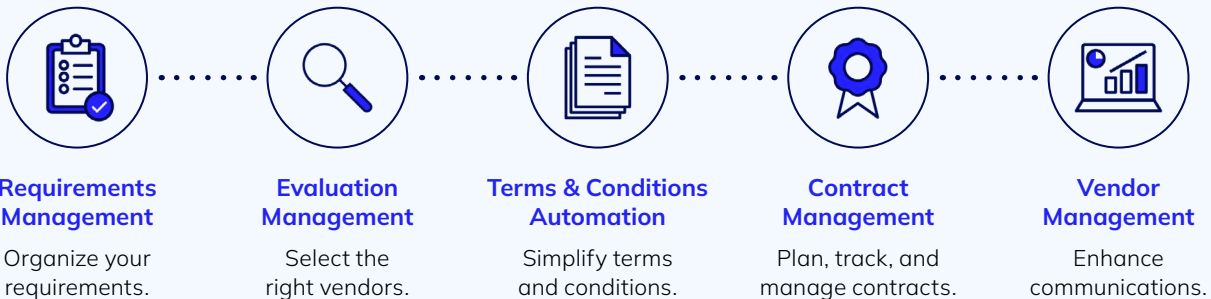 Requirements
Management
Organize your
requirements.
Evaluation
Management
Select the
right vendors.
Terms & Conditions
Automation
Simplify terms
and conditions.
Contract
Management
Plan, track, and
manage contracts.
Vendor
Management
Enhance
communications.